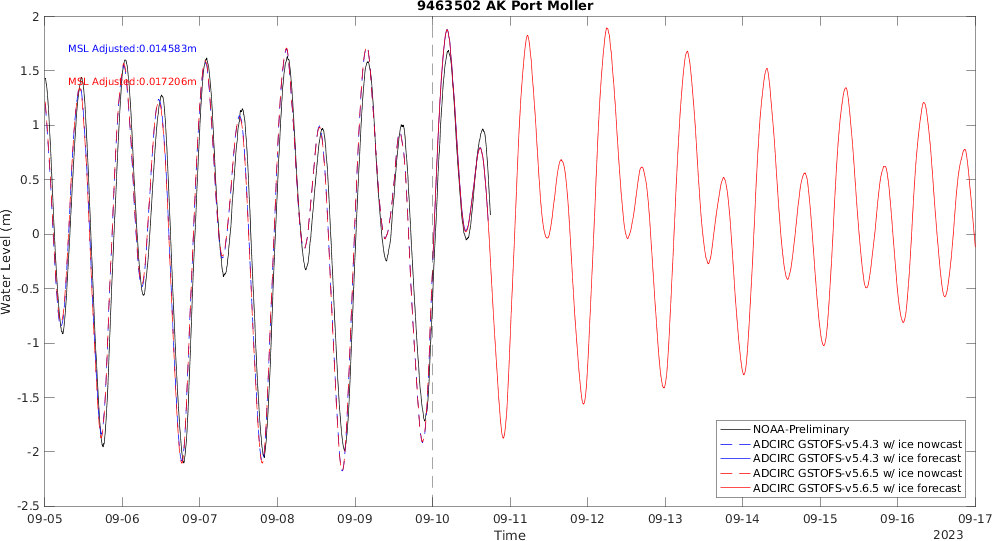 9463502 AK Port Moller
MSL Adjusted:0.014583m
MSL Adjusted:0.017206m
2
1.5
1
0.5
0
-0.5
-1
-1.5
-2
-2.5
Water Level (m)
NOAA-Preliminary
ADCIRC GSTOFS-v5.4.3 w/ ice nowcast
ADCIRC GSTOFS-v5.4.3 w/ ice forecast
ADCIRC GSTOFS-v5.6.5 w/ ice nowcast
ADCIRC GSTOFS-v5.6.5 w/ ice forecast
09-05 09-06 09-07 09-08 09-09 09-10 09-11 09-12 09-13 09-14 09-15 09-16 09-17
Time
2023